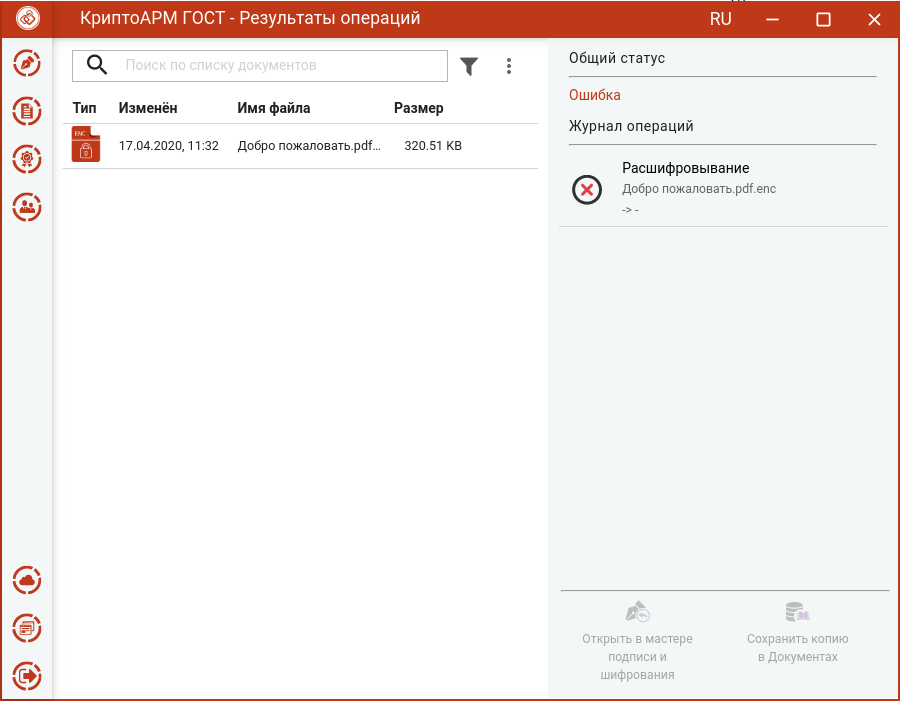 КриптоАРМ ГОСТ - Результаты операций
RU
Поиск по списку документов
Тип Изменён Имя файла Размер
ENC
17.04.2020, 11:32 Добро пожаловать.pdf... 320.51 KB
Общий статус
Ошибка
Журнал операций
Расшифровывание
Добро пожаловать.pdf.enc
-> -
Открыть в мастере
подписи и
шифрования
Сохранить копию
в Документах